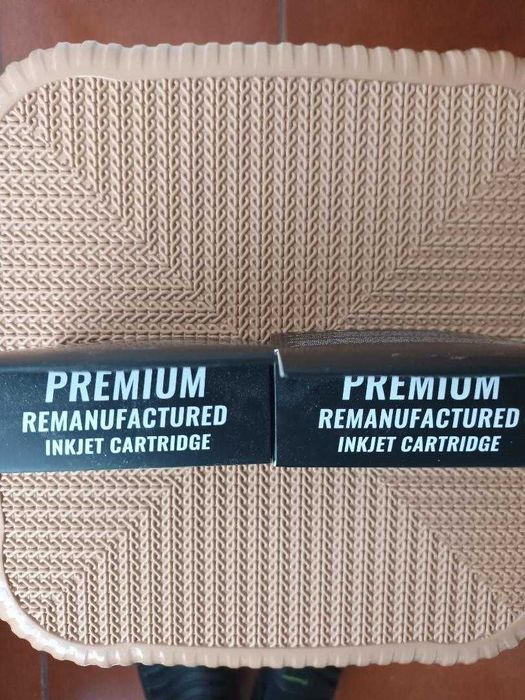 PREMIUM
REMANUFACTURED
INKJET CARTRIDGE
PREMIUM
REMANUFACTURED
INKJET CARTRIDGE